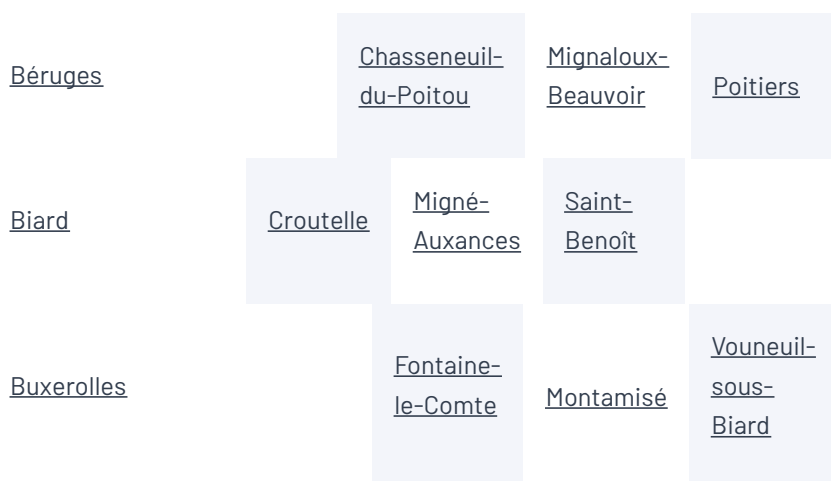 Béruges
Chasseneuil-
du-Poitou
Mignaloux-
Beauvoir
Poitiers
Biard
Croutelle
Migné-
Auxances
Saint-
Benoît
Buxerolles
Fontaine-
le-Comte
Montamisé
Vouneuil-
sous-
Biard